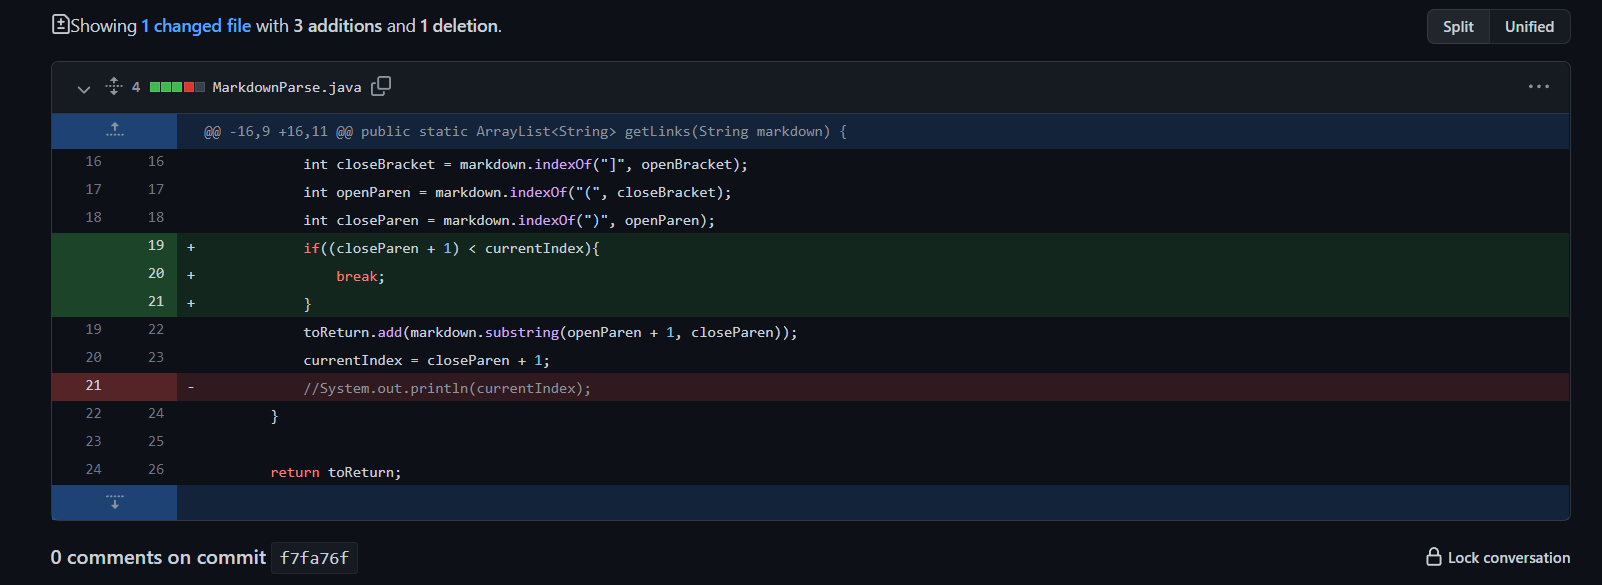 Showing 1 changed file with 3 additions and 1 deletion.
Split Unified
4 MarkdownParse.java
@@ -16,9 +16,11 @@ public static ArrayList<String> getLinks(String markdown) {
16 16 int closeBracket = markdown.indexOf("]", openBracket);
17 17 int openParen = markdown.indexOf("(", closeBracket);
18 18 int closeParen = markdown.indexOf(")", openParen);
19 + if((closeParen + 1) < currentIndex){
20 + break;
21 + }
19 22 toReturn.add(markdown.substring(openParen + 1, closeParen));
20 23 currentIndex = closeParen + 1;
21 - //System.out.println(currentIndex);
22 24 }
23 25
24 26 return toReturn;
0 comments on commit f7fa76f
Lock conversation